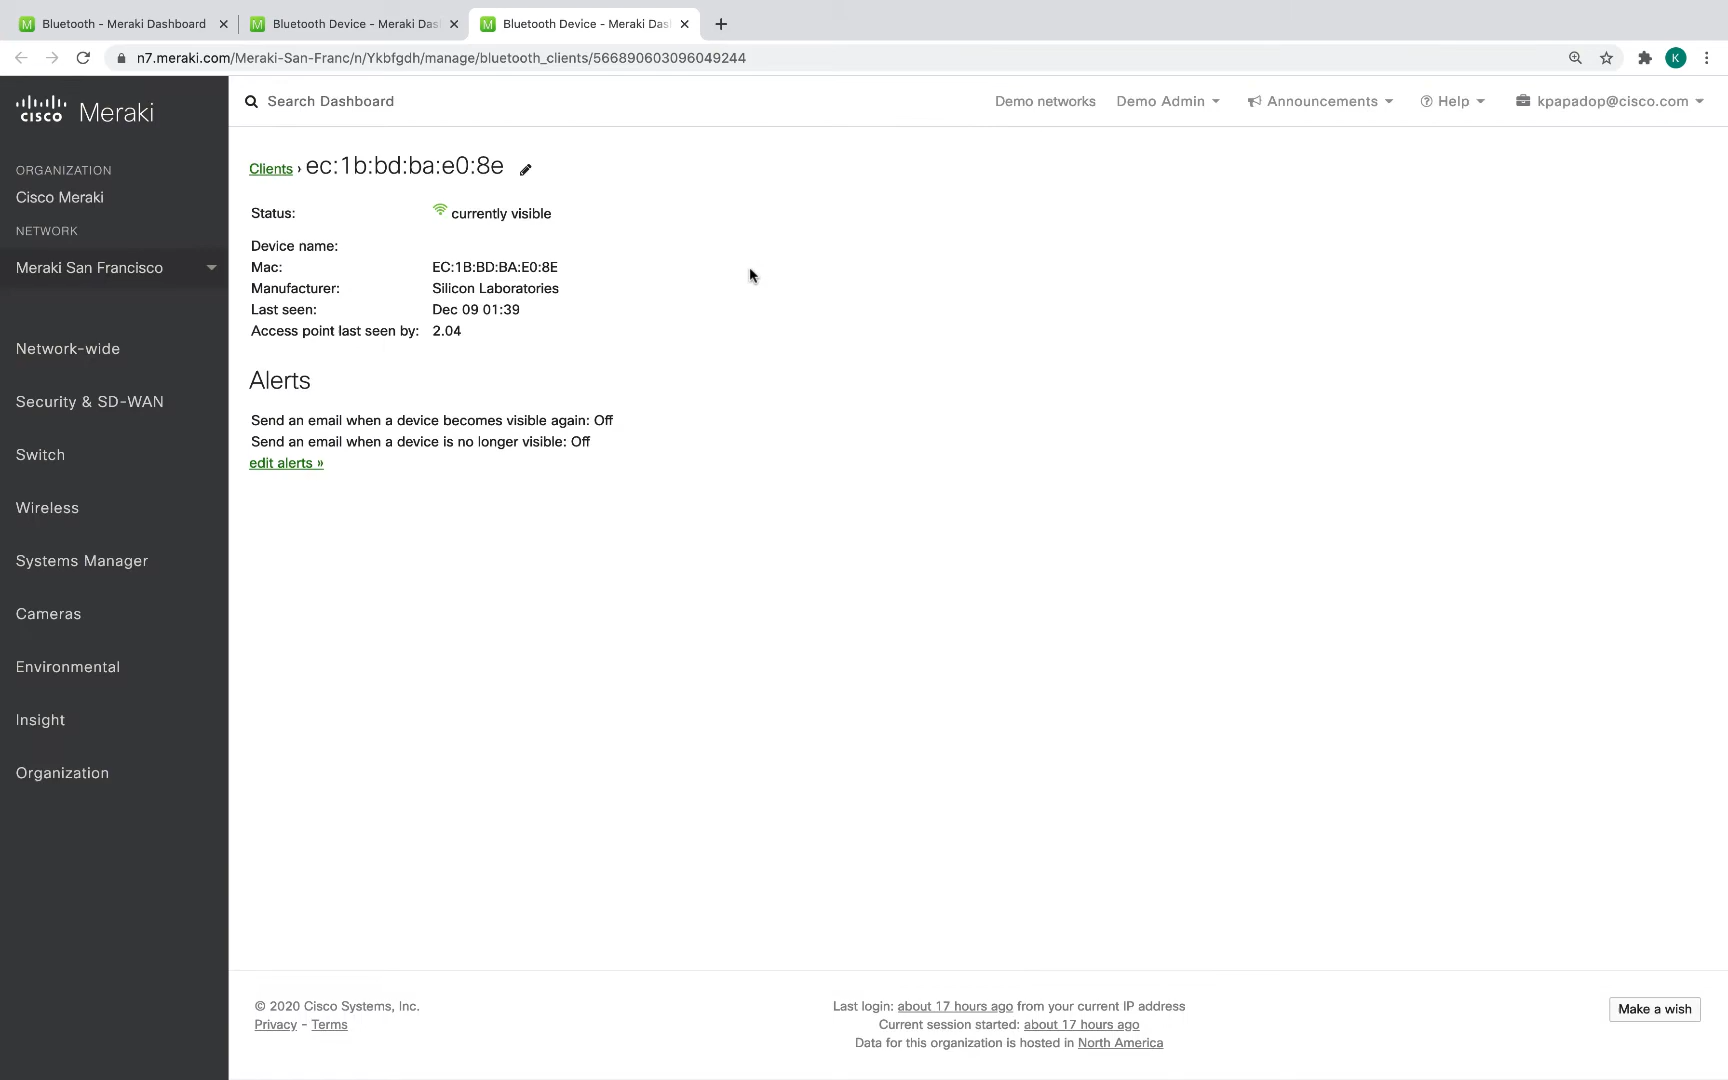 Bluetooth - Meraki Dashboard
Bluetooth Device - Meraki Das
Bluetooth Device - Meraki Das
n7.meraki.com/Meraki-San-Franc/n/Ykbfgdh/manage/bluetooth_clients/566890603096049244
K
cisco Meraki
ORGANIZATION
Cisco Meraki
NETWORK
Meraki San Francisco
Network-wide
Security & SD-WAN
Switch
Wireless
Systems Manager
Cameras
Environmental
Insight
Organization
Search Dashboard
Demo networks
Demo Admin
Announcements
Help
kpapadop@cisco.com
Clients › ec:1b:bd:ba:e0:8e
Status: currently visible
Device name:
Mac: EC:1B:BD:BA:E0:8E
Manufacturer: Silicon Laboratories
Last seen: Dec 09 01:39
Access point last seen by: 2.04
Alerts
Send an email when a device becomes visible again: Off
Send an email when a device is no longer visible: Off
edit alerts »
© 2020 Cisco Systems, Inc.
Privacy - Terms
Last login: about 17 hours ago from your current IP address
Current session started: about 17 hours ago
Data for this organization is hosted in North America
Make a wish